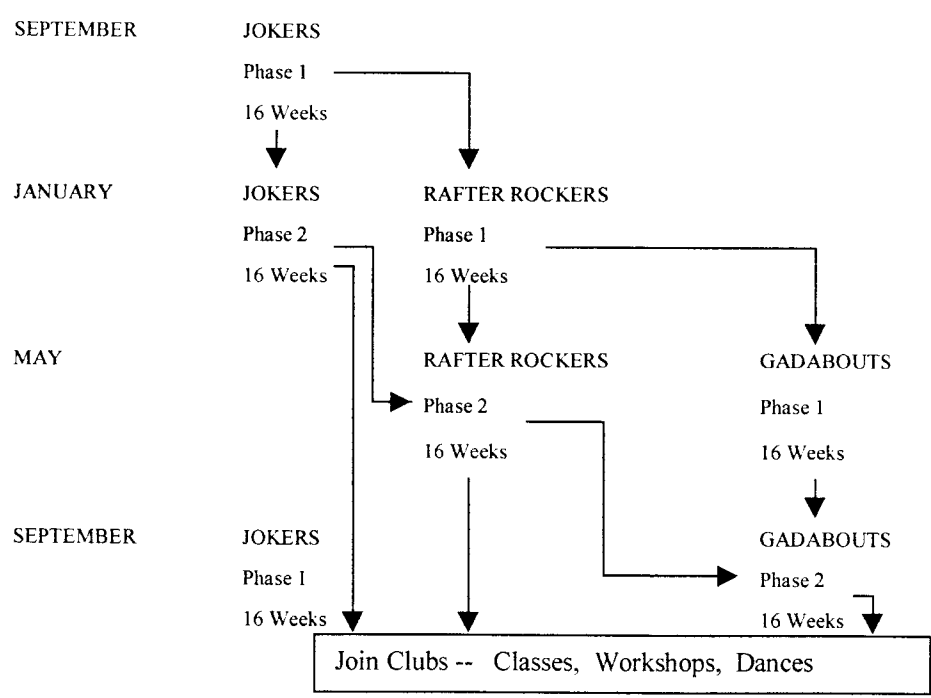 SEPTEMBER JOKERS
Phase 1
16 Weeks
JANUARY JOKERS RAFTER ROCKERS
Phase 2 Phase 1
16 Weeks 16 Weeks
MAY RAFTER ROCKERS GADABOUTS
Phase 2 Phase 1
16 Weeks 16 Weeks
SEPTEMBER JOKERS GADABOUTS
Phase 1 Phase 2
16 Weeks 16 Weeks
Join Clubs -- Classes, Workshops, Dances